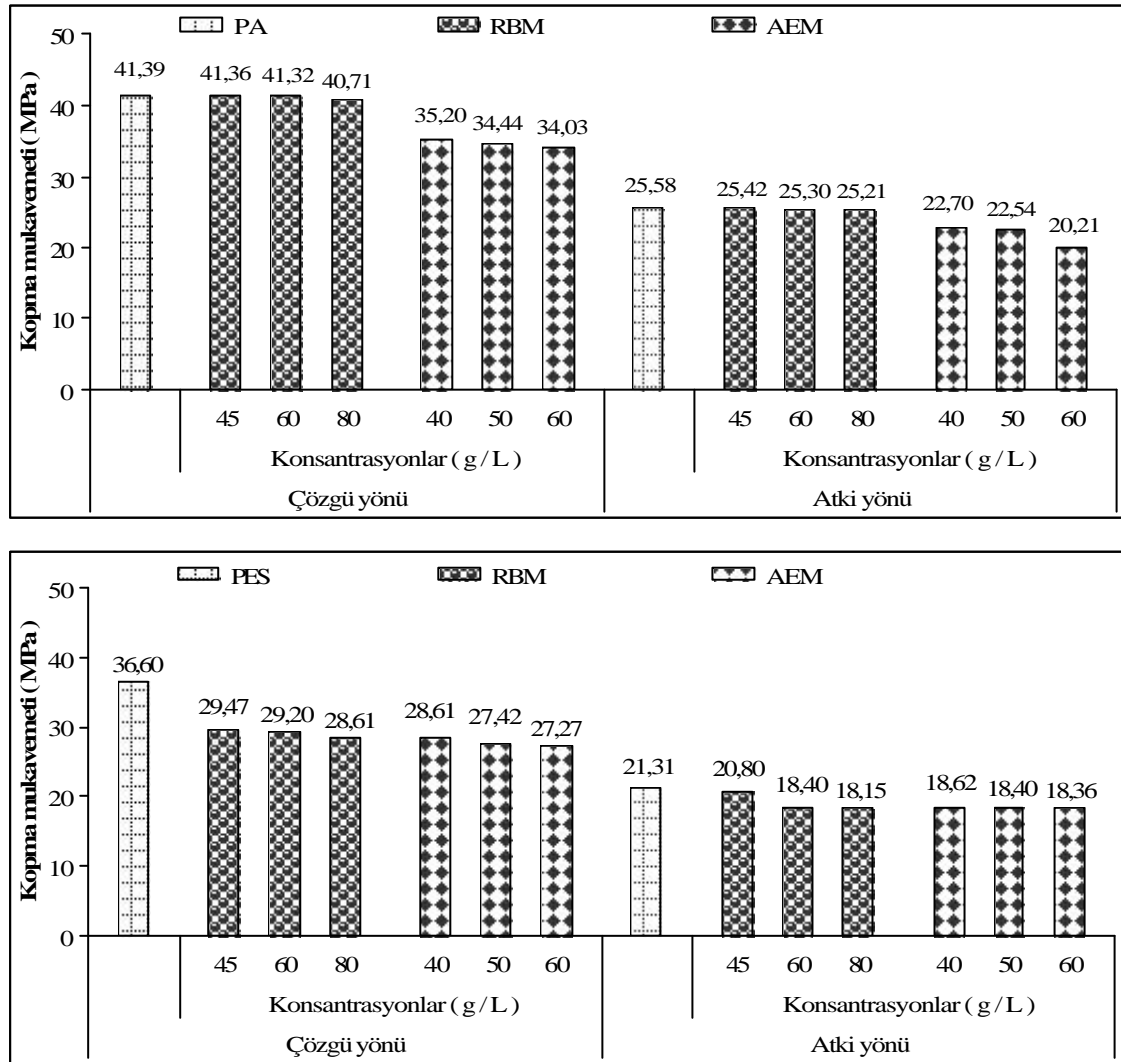 PA RBM AEM
Kopma mukavemeti ( MPa )
50
40
30
20
10
0
41,39 41,36 41,32 40,71 35,20 34,44 34,03 25,58 25,42 25,30 25,21 22,70 22,54 20,21
45 60 80 40 50 60 45 60 80 40 50 60
Konsantrasyonlar ( g / L ) Konsantrasyonlar ( g / L )
Çözgü yönü Atki yönü
PES RBM AEM
Kopma mukavemeti ( MPa )
50
40
30
20
10
0
36,60 29,47 29,20 28,61 28,61 27,42 27,27 21,31 20,80 18,40 18,15 18,62 18,40 18,36
45 60 80 40 50 60 45 60 80 40 50 60
Konsantrasyonlar ( g / L ) Konsantrasyonlar ( g / L )
Çözgü yönü Atki yönü